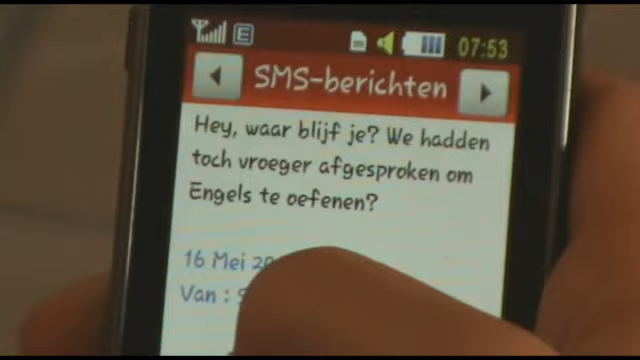 E 07:53
SMS-berichten
Hey, waar blijf je? We hadden
toch vroeger afgesproken om
Engels te oefenen?
16 Mei
Van :